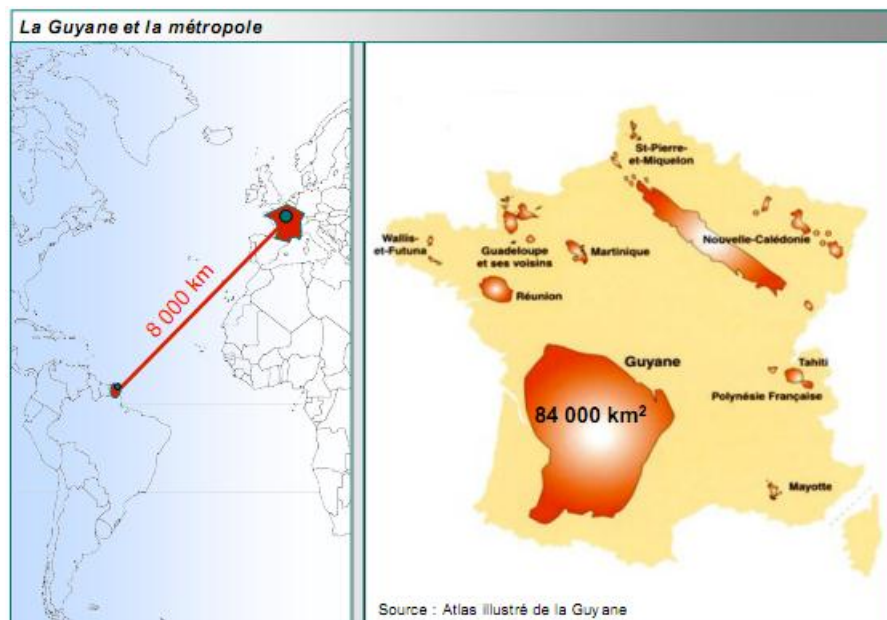 La Guyane et la métropole
8 000 km
St-Pierre-
et-Miquelon
Wallis-
et-Futuna
Guadeloupe
et ses voisins
Martinique
Nouvelle-Calédonie
Réunion
Guyane
84 000 km²
Tahiti
Polynésie Française
Mayotte
Source : Atlas illustré de la Guyane